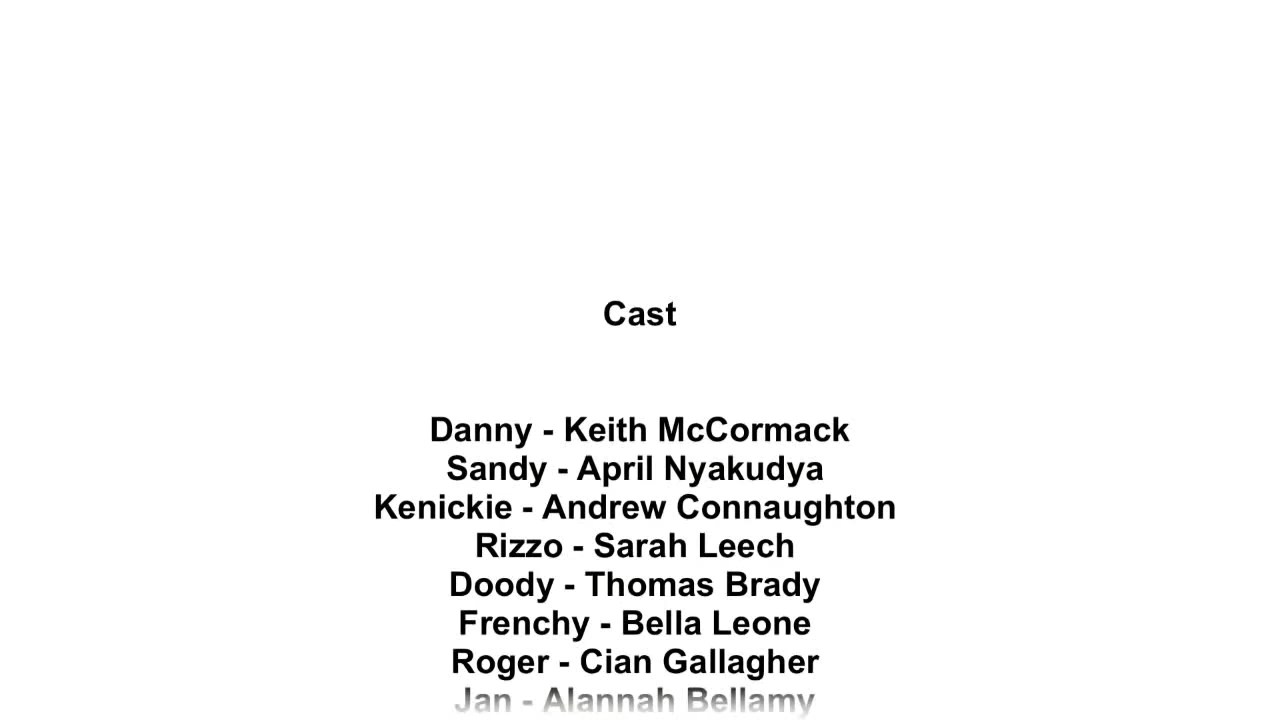 Cast
Danny - Keith McCormack
Sandy - April Nyakudya
Kenickie - Andrew Connaughton
Rizzo - Sarah Leech
Doody - Thomas Brady
Frenchy - Bella Leone
Roger - Cian Gallagher
Jan - Alannah Bellamy